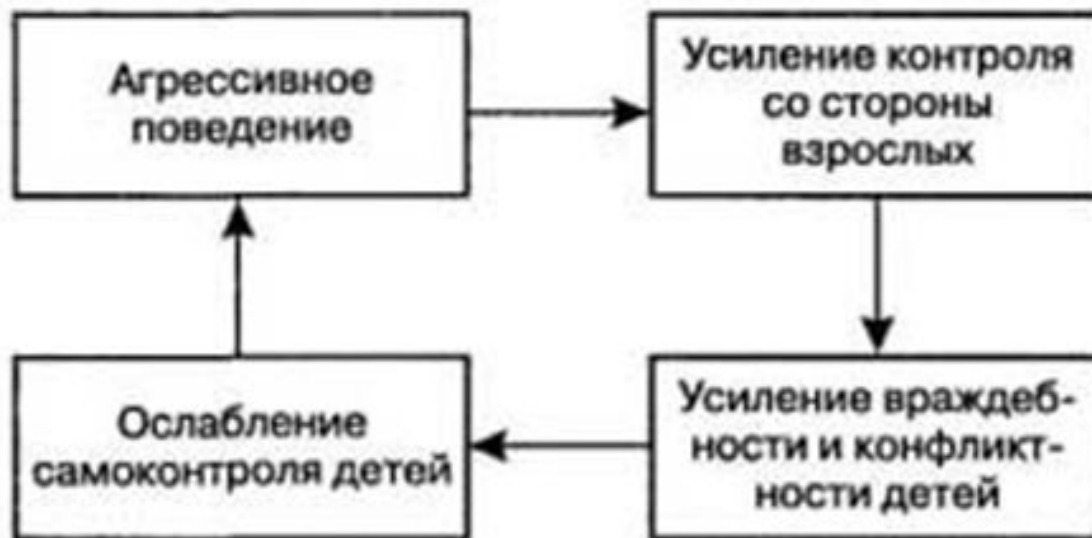 Агрессивное
поведение
Усиление контроля
со стороны
взрослых
Ослабление
самоконтроля детей
Усиление враждеб-
ности и конфликт-
ности детей